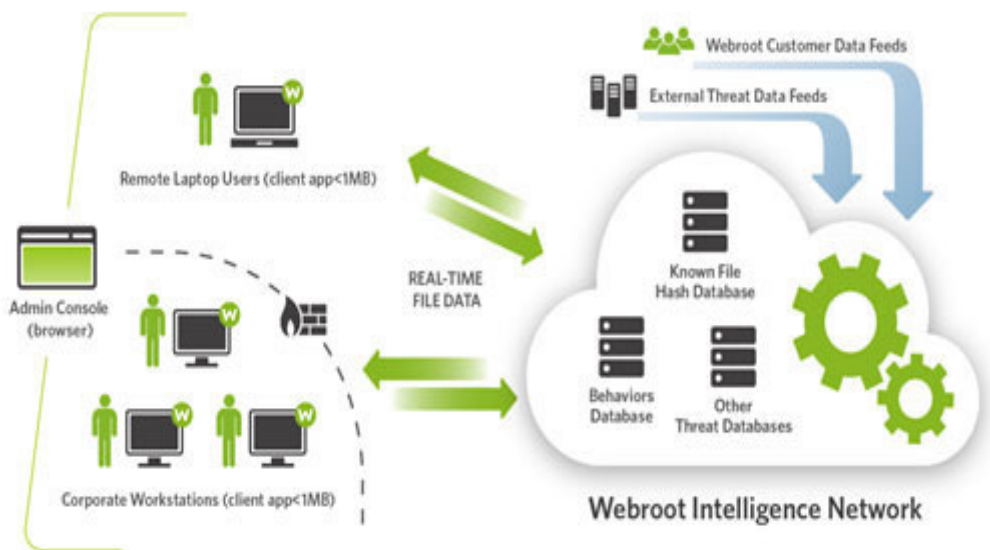 Webroot Customer Data Feeds
External Threat Data Feeds
W
Remote Laptop Users (client app<1MB)
Admin Console
(browser)
W
REAL-TIME
FILE DATA
Known File
Hash Database
Behaviors
Database
Other
Threat Databases
W
W
Corporate Workstations (client app<1MB)
Webroot Intelligence Network